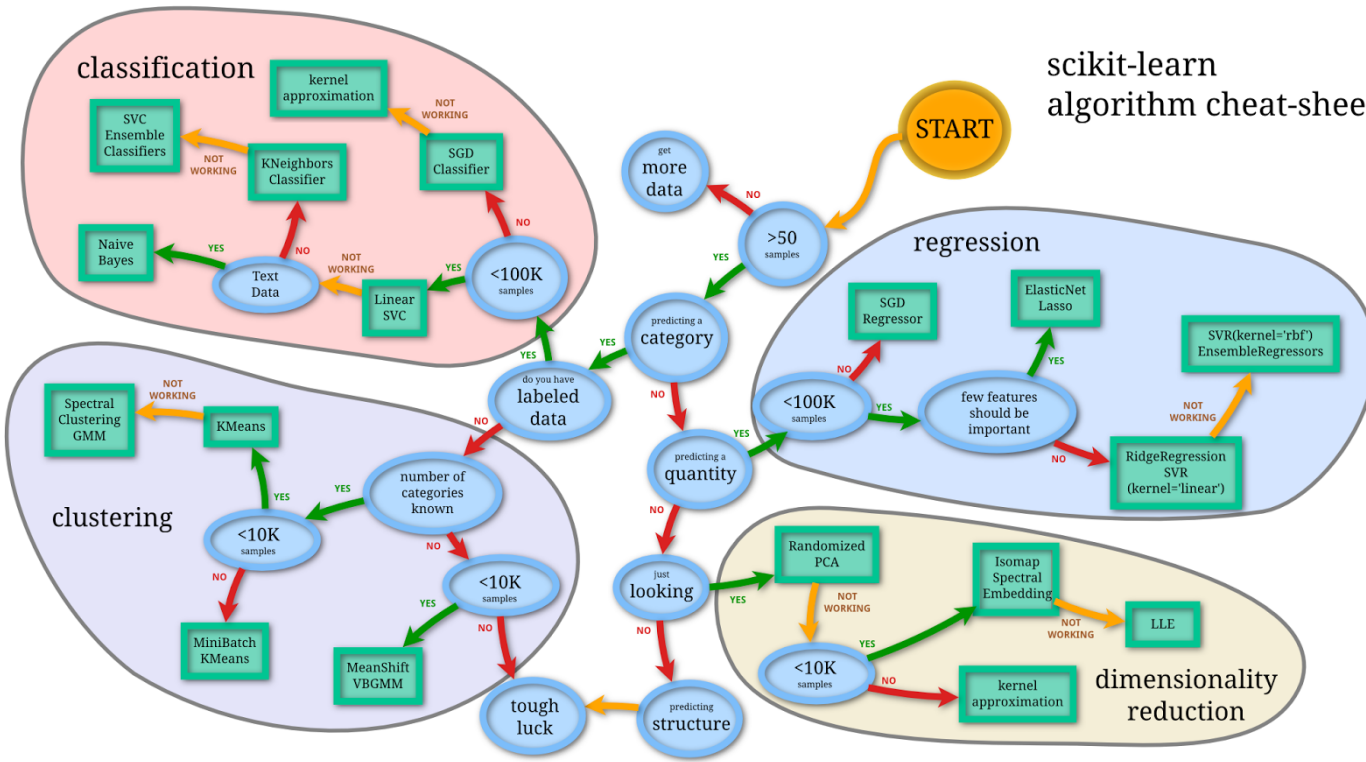 scikit-learn
algorithm cheat-shee
START
get
more
data
NO
>50
samples
YES
predicting a
category
YES
NO
do you have
labeled
data
YES
NO
predicting a
quantity
YES
NO
just
looking
YES
NO
predicting
structure
tough
luck
classification
kernel
approximation
NOT
WORKING
SGD
Classifier
NO
<100K
samples
YES
Linear
SVC
NOT
WORKING
Text
Data
YES
NO
Naive
Bayes
KNeighbors
Classifier
NOT
WORKING
SVC
Ensemble
Classifiers
regression
<100K
samples
NO
SGD
Regressor
YES
few features
should be
important
YES
ElasticNet
Lasso
NO
RidgeRegression
SVR
(kernel='linear')
NOT
WORKING
SVR(kernel='rbf')
EnsembleRegressors
clustering
number of
categories
known
YES
NO
<10K
samples
YES
KMeans
NOT
WORKING
Spectral
Clustering
GMM
NO
MiniBatch
KMeans
<10K
samples
YES
MeanShift
VBGMM
NO
dimensionality
reduction
Randomized
PCA
NOT
WORKING
<10K
samples
YES
Isomap
Spectral
Embedding
NOT
WORKING
LLE
NO
kernel
approximation